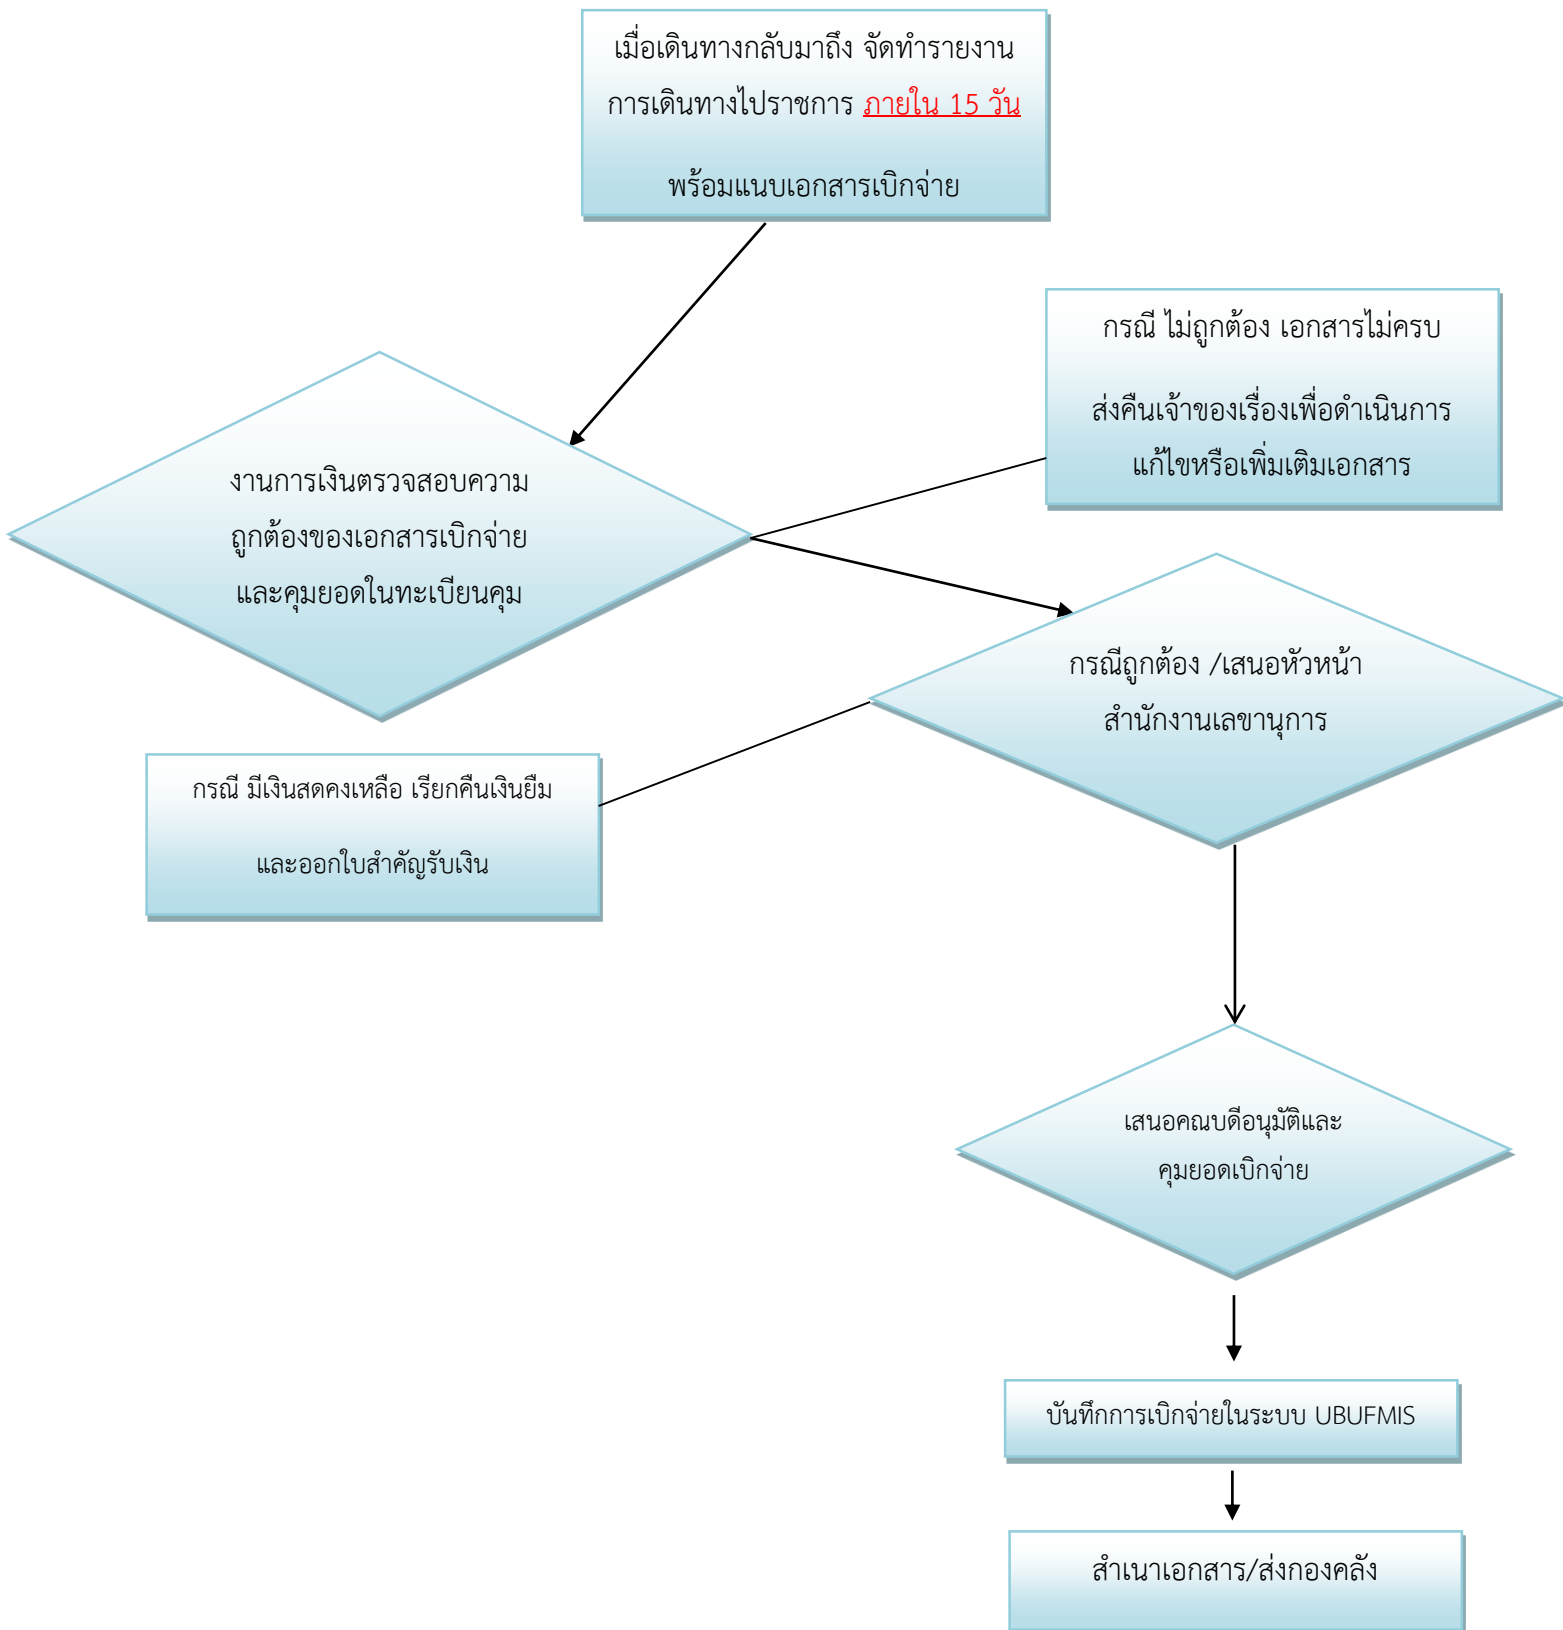 เมื่อเดินทางกลับมาถึง จัดทำรายงาน
การเดินทางไปราชการ ภายใน 15 วัน
พร้อมแนบเอกสารเบิกจ่าย
กรณี ไม่ถูกต้อง เอกสารไม่ครบ
ส่งคืนเจ้าของเรื่องเพื่อดำเนินการ
แก้ไขหรือเพิ่มเติมเอกสาร
งานการเงินตรวจสอบความ
ถูกต้องของเอกสารเบิกจ่าย
และคุมยอดในทะเบียนคุม
กรณีถูกต้อง /เสนอหัวหน้า
สำนักงานเลขานุการ
กรณี มีเงินสดคงเหลือ เรียกคืนเงินยืม
และออกใบสำคัญรับเงิน
เสนอคณบดีอนุมัติและ
คุมยอดเบิกจ่าย
บันทึกการเบิกจ่ายในระบบ UBUFMIS
สำเนาเอกสาร/ส่งกองคลัง